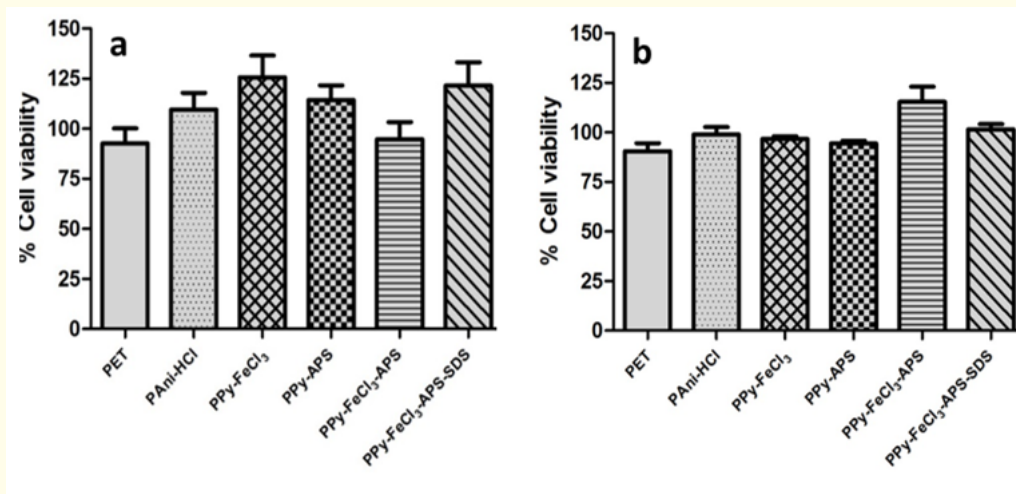 a
% Cell viability
150
125
100
75
50
25
0
PET
PAni-HCl
PPy-FeCl₃
PPy-APS
PPy-FeCl₃-APS
PPy-FeCl₃-APS-SDS
b
% Cell viability
150
125
100
75
50
25
0
PET
PAni-HCl
PPy-FeCl₃
PPy-APS
PPy-FeCl₃-APS
PPy-FeCl₃-APS-SDS